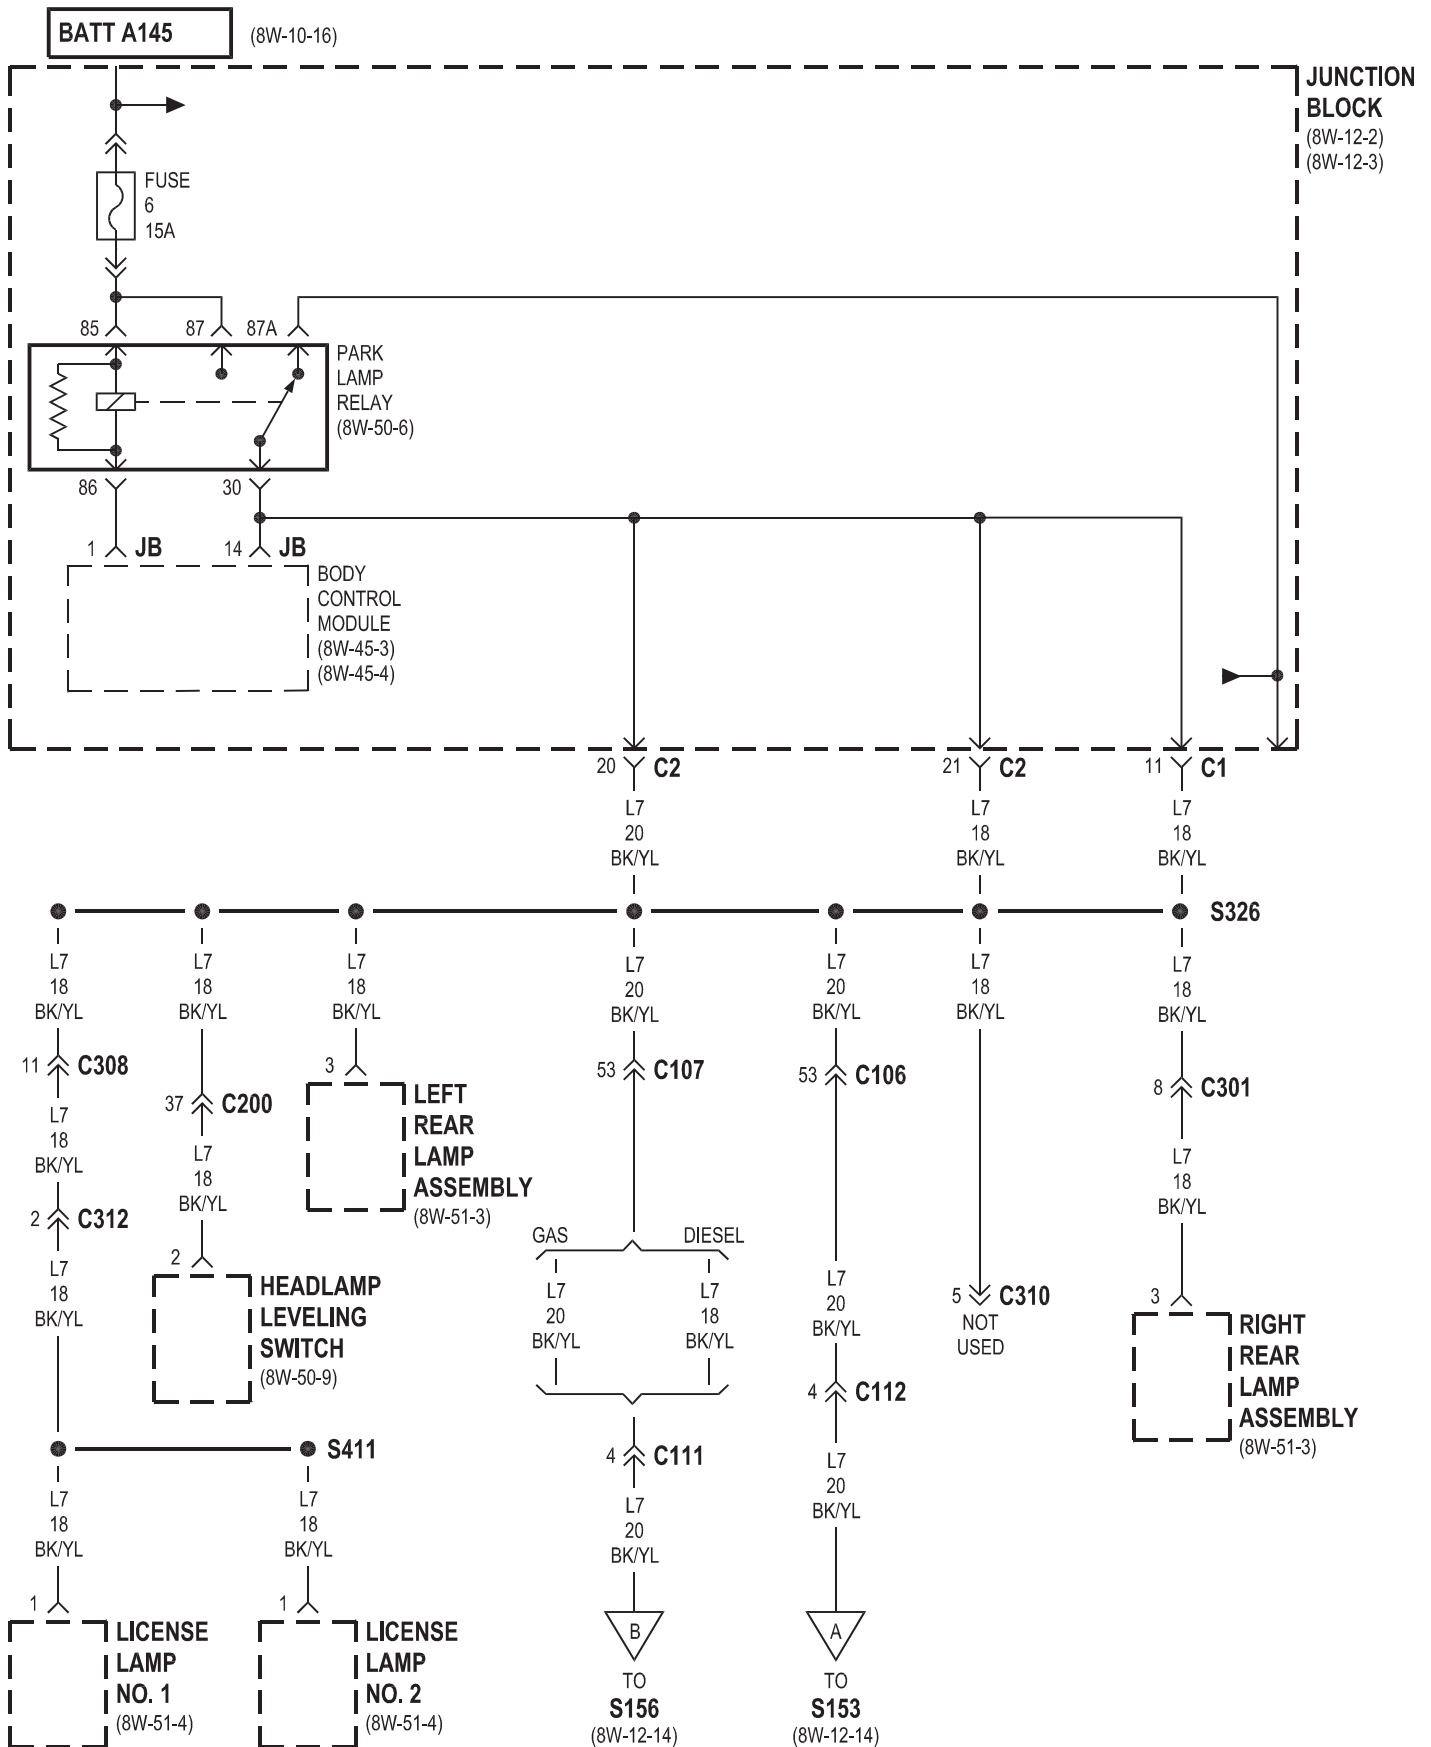 BATT A145
(8W-10-16)
JUNCTION
BLOCK
(8W-12-2)
(8W-12-3)
FUSE
6
15A
85
87
87A
PARK
LAMP
RELAY
(8W-50-6)
86
30
1
JB
14
JB
BODY
CONTROL
MODULE
(8W-45-3)
(8W-45-4)
20
C2
21
C2
11
C1
L7
20
BK/YL
L7
18
BK/YL
L7
18
BK/YL
S326
L7
18
BK/YL
L7
18
BK/YL
L7
18
BK/YL
L7
20
BK/YL
L7
20
BK/YL
L7
18
BK/YL
L7
18
BK/YL
11
C308
37
C200
3
LEFT
REAR
LAMP
ASSEMBLY
(8W-51-3)
53
C107
53
C106
8
C301
L7
18
BK/YL
L7
18
BK/YL
L7
18
BK/YL
2
C312
2
HEADLAMP
LEVELING
SWITCH
(8W-50-9)
GAS
DIESEL
L7
18
BK/YL
L7
20
BK/YL
L7
18
BK/YL
L7
20
BK/YL
5
C310
NOT
USED
3
RIGHT
REAR
LAMP
ASSEMBLY
(8W-51-3)
4
C112
S411
4
C111
L7
18
BK/YL
L7
18
BK/YL
L7
20
BK/YL
L7
20
BK/YL
1
LICENSE
LAMP
NO. 1
(8W-51-4)
1
LICENSE
LAMP
NO. 2
(8W-51-4)
B
TO
S156
(8W-12-14)
A
TO
S153
(8W-12-14)